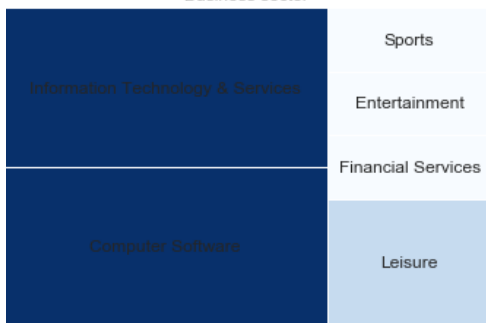 Sports
Information Technology & Services
Entertainment
Financial Services
Computer Software
Leisure